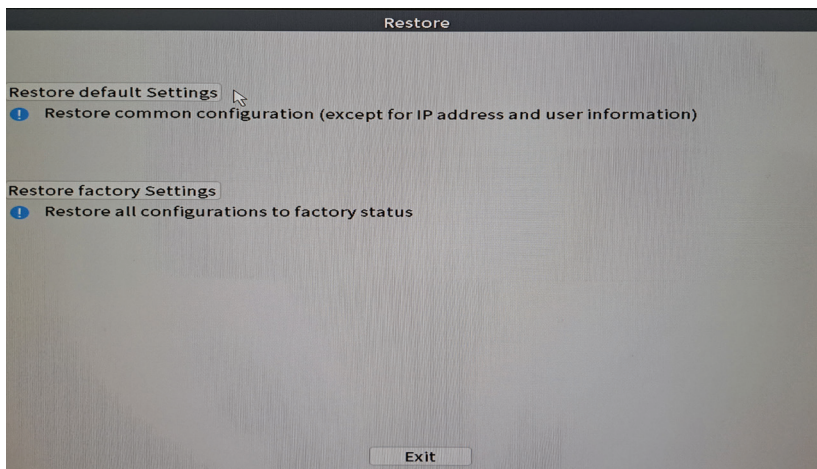 Restore
Restore default Settings
Restore common configuration (except for IP address and user information)
Restore factory Settings
Restore all configurations to factory status
Exit